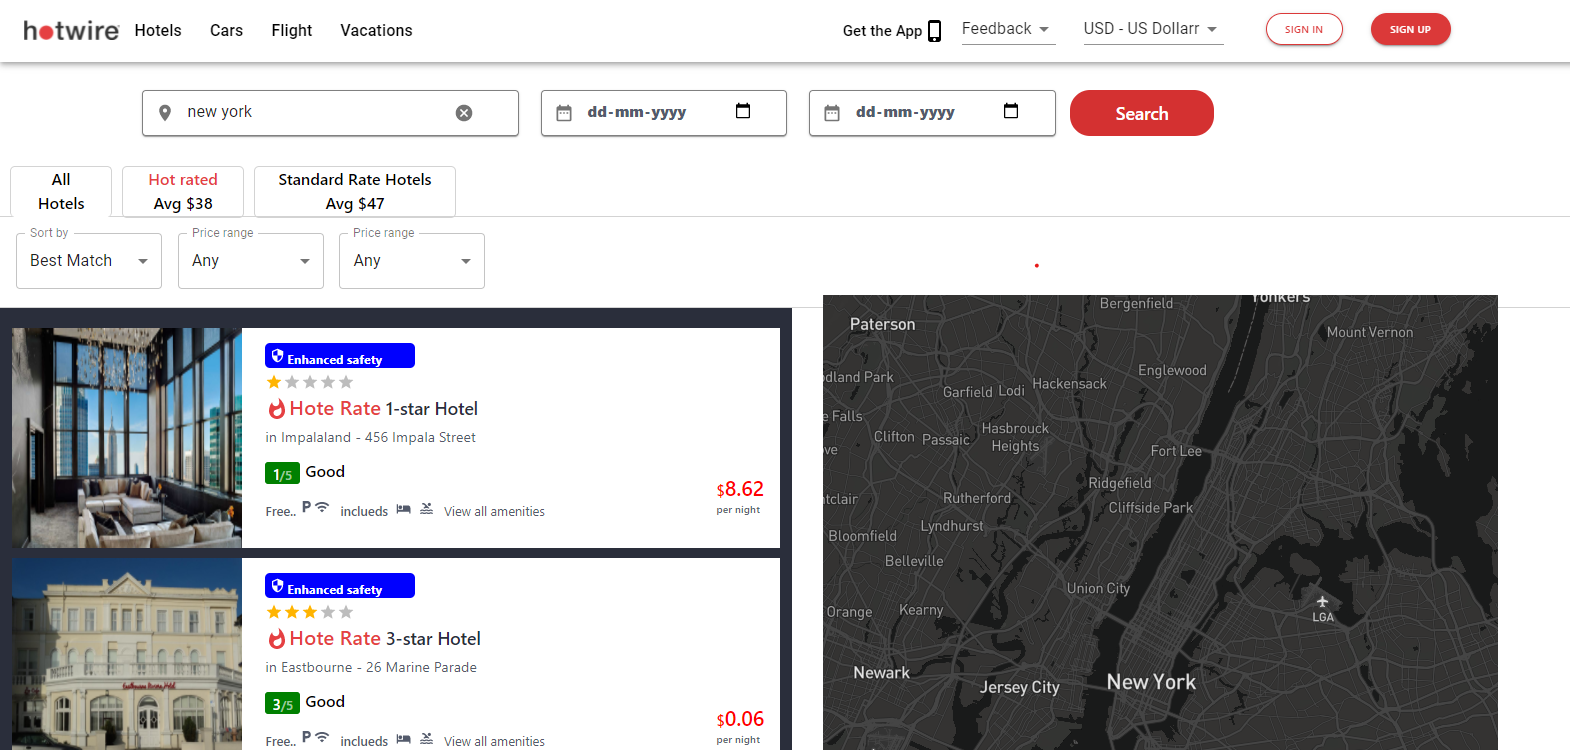 hotwire
Hotels Cars Flight Vacations
Get the App Feedback USD - US Dollarr SIGN IN SIGN UP
new york dd-mm-yyyy dd-mm-yyyy Search
All Hotels
Hot rated
Avg $38
Standard Rate Hotels
Avg $47
Sort by
Best Match
Price range
Any
Price range
Any
Enhanced safety
Hote Rate 1-star Hotel
in Impalaland - 456 Impala Street
1/5 Good
Free.. P inclueds View all amenities
$8.62
per night
Enhanced safety
Hote Rate 3-star Hotel
in Eastbourne - 26 Marine Parade
3/5 Good
Free.. P inclueds View all amenities
$0.06
per night
Yonkers
Bergenfield
Paterson
Mount Vernon
Englewood
dland Park
Hackensack
Garfield Lodi
e Falls
Hasbrouck
Heights
Clifton Passaic
Fort Lee
Ridgefield
Rutherford
Cliffside Park
ntclair
Lyndhurst
Bloomfield
Belleville
Union City
Orange
Kearny
LGA
Newark
Jersey City
New York